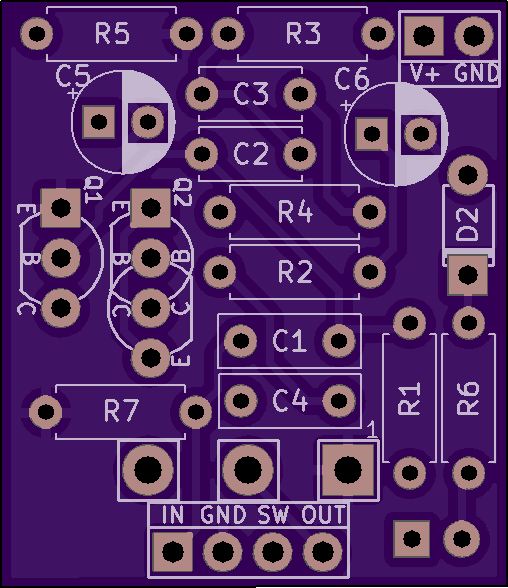 R5
R3
V+ GND
C5
+
C3
C6
+
C2
Q1
Q2
E
E
R4
D2
B
B
B
R2
C
C
C
E
C1
R1
R6
C4
R7
1
IN GND SW OUT